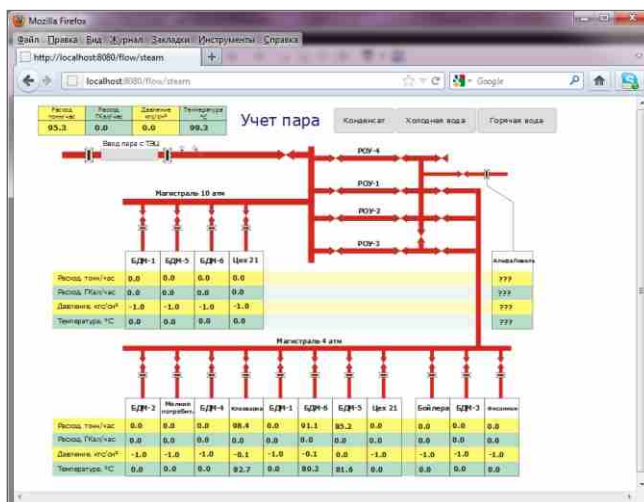 Mozilla Firefox
Файл Правка Вид Журнал Закладки Инструменты Справка
http://localhost:8080/flow/steam
localhost:8080/flow/steam
Google
Расход, тонн/час Расход, ГКал/час Давление кгс/см² Температура °C
95.3 0.0 0.0 99.3
Учет пара
Конденсат Холодная вода Горячая вода
Ввод пара с ТЭЦ
РОУ-4
РОУ-1
РОУ-2
РОУ-3
Магистраль 10 атм
БДМ-1 БДМ-5 БДМ-6 Цех 21
Расход, тонн/час 0.0 0.0 0.0 0.0 ???
Расход, ГКал/час 0.0 0.0 0.0 0.0 ???
Давление, кгс/см² -1.0 -1.0 -1.0 -1.0 ???
Температура, °C 0.0 0.0 0.0 0.0 ???
Магистраль 4 атм
БДМ-2 Мелкие потребит. БДМ-4 БДМ-1 БДМ-6 БДМ-5 Цех 21 Бойлера БДМ-3
Расход, тонн/час 0.0 0.0 0.0 98.4 0.0 91.1 85.2 0.0 0.0 0.0 0.0
Расход, ГКал/час 0.0 0.0 0.0 0.0 0.0 0.0 0.0 0.0 0.0 0.0 0.0
Давление, кгс/см² -1.0 -1.0 -1.0 -0.1 -1.0 -0.1 0.0 -1.0 -1.0 -1.0 -1.0
Температура, °C 0.0 0.0 0.0 92.7 0.0 80.2 81.6 0.0 0.0 0.0 0.0